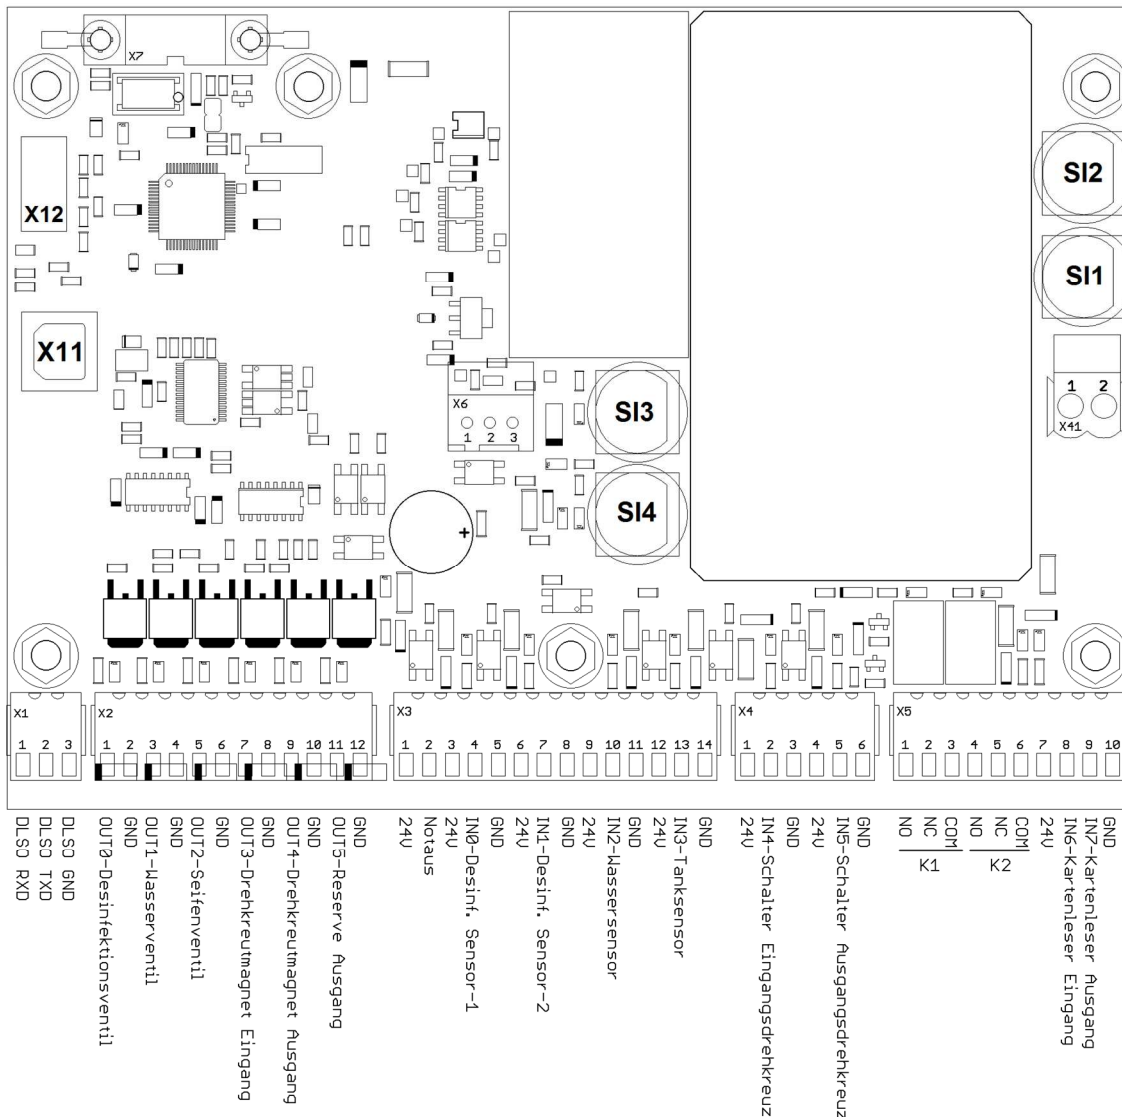 X7
SI2
X12
SI1
X11
1 2
X41
SI3
X6
1 2 3
SI4
+
X1
1 2 3
X2
1 2 3 4 5 6 7 8 9 10 11 12
X3
1 2 3 4 5 6 7 8 9 10 11 12 13 14
X4
1 2 3 4 5 6
X5
1 2 3 4 5 6 7 8 9 10
DLSO RXD
DLSO TXD
DLSO GND
OUT0-Desinfektionsventil
GND
OUT1-Wasserventil
GND
OUT2-Seifenventil
GND
OUT3-Drehkreutmagnet Eingang
GND
OUT4-Drehkreutmagnet Ausgang
GND
OUT5-Reserve Ausgang
GND
24V
Notaus
24V
IN0-Desinf. Sensor-1
GND
24V
IN1-Desinf. Sensor-2
GND
24V
IN2-Wassersensor
GND
24V
IN3-Tanksensor
GND
24V
IN4-Schalter Eingangsdrehkreuz
GND
24V
IN5-Schalter Ausgangsdrehkreuz
GND
NO
NC
COM
K1
NO
NC
COM
K2
24V
IN6-Kartenleser Eingang
IN7-Kartenleser Ausgang
GND